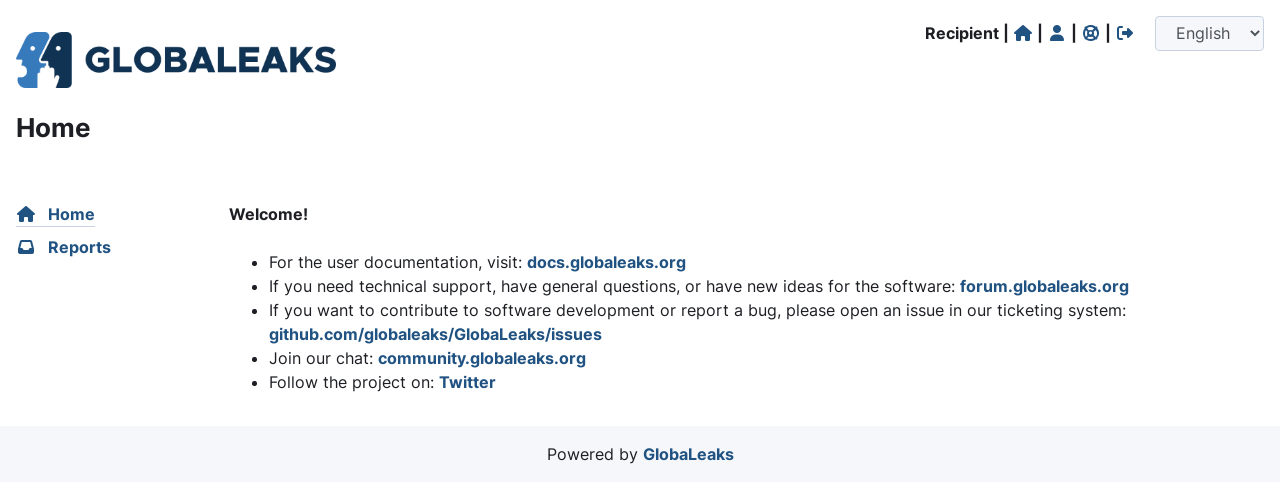 GLOBALEAKS
Recipient | | | |
English
Home
Home
Reports
Welcome!
For the user documentation, visit: docs.globaleaks.org
If you need technical support, have general questions, or have new ideas for the software: forum.globaleaks.org
If you want to contribute to software development or report a bug, please open an issue in our ticketing system:
github.com/globaleaks/GlobaLeaks/issues
Join our chat: community.globaleaks.org
Follow the project on: Twitter
Powered by GlobaLeaks